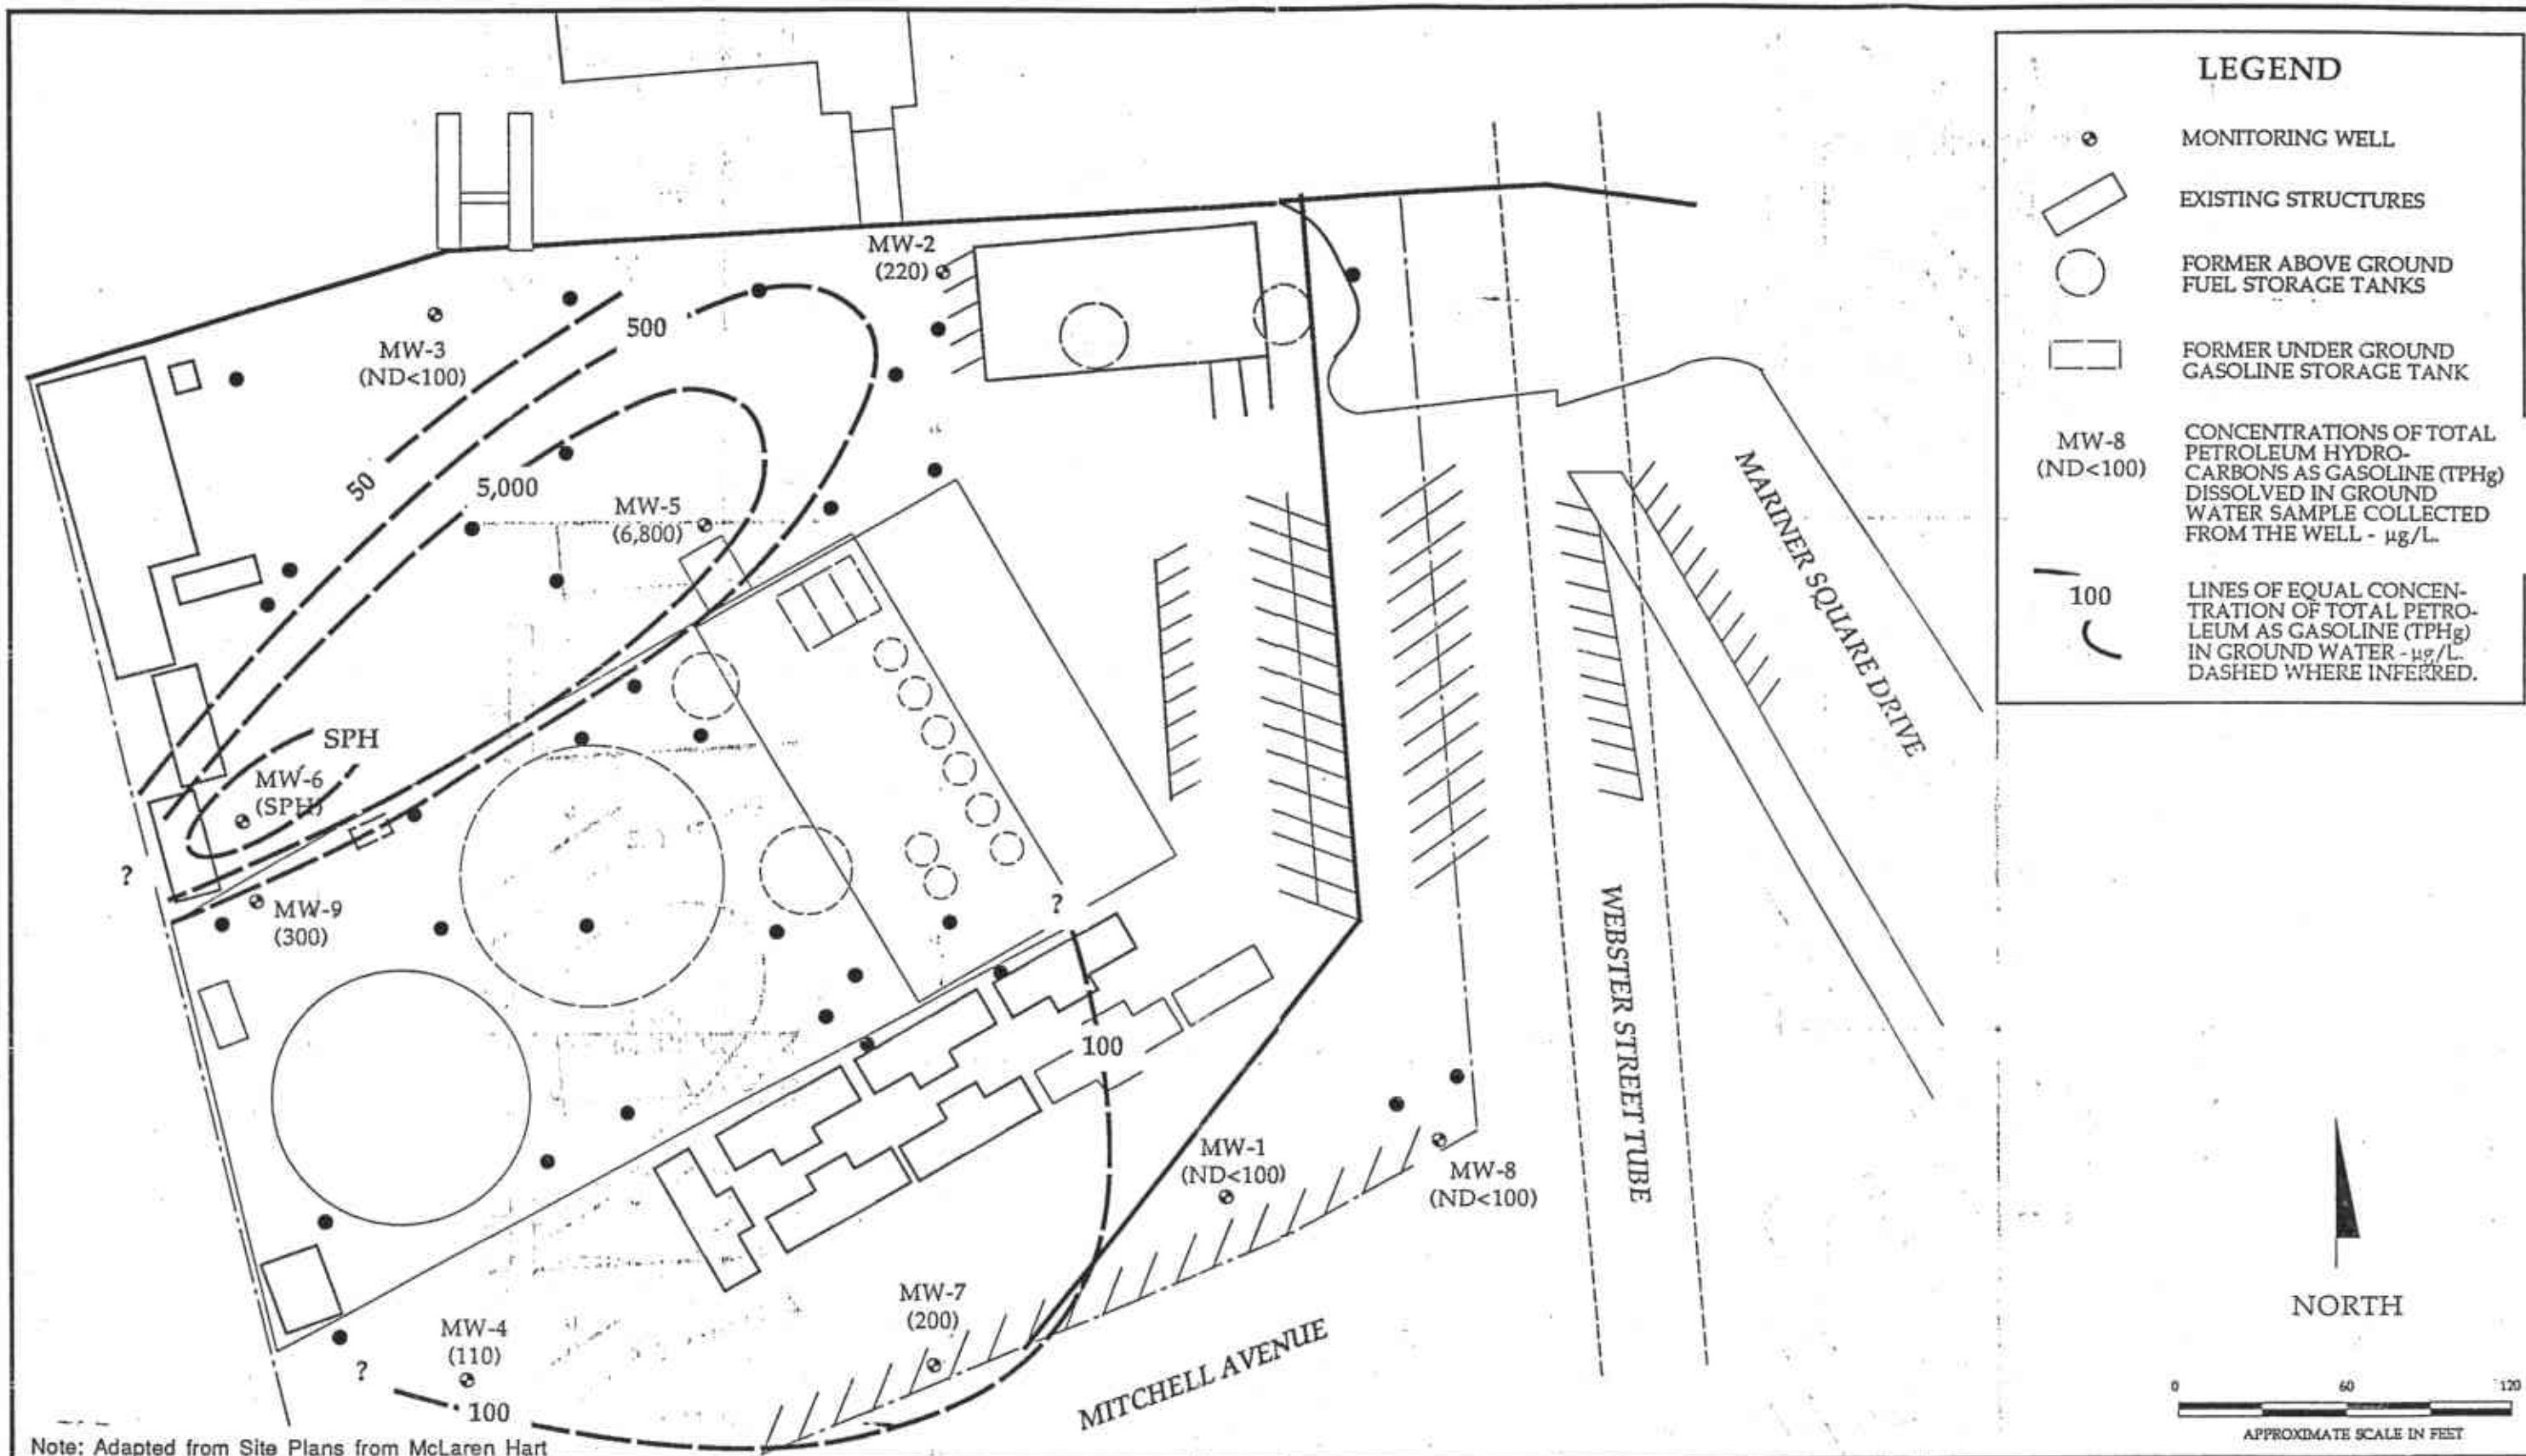 LEGEND
MONITORING WELL
EXISTING STRUCTURES
FORMER ABOVE GROUND
FUEL STORAGE TANKS
FORMER UNDER GROUND
GASOLINE STORAGE TANK
MW-8
(ND<100)
CONCENTRATIONS OF TOTAL
PETROLEUM HYDRO-
CARBONS AS GASOLINE (TPHg)
DISSOLVED IN GROUND
WATER SAMPLE COLLECTED
FROM THE WELL - µg/L.
100
LINES OF EQUAL CONCEN-
TRATION OF TOTAL PETRO-
LEUM AS GASOLINE (TPHg)
IN GROUND WATER - µg/L.
DASHED WHERE INFERRED.
MW-2
(220)
MW-3
(ND<100)
500
50
5,000
MW-5
(6,800)
SPH
MW-6
(SPH)
?
MW-9
(300)
?
100
MW-1
(ND<100)
MW-8
(ND<100)
MW-7
(200)
MW-4
(110)
?
100
MARINER SQUARE DRIVE
WEBSTER STREET TUBE
MITCHELL AVENUE
NORTH
0 60 120
APPROXIMATE SCALE IN FEET
Note: Adapted from Site Plans from McLaren Hart